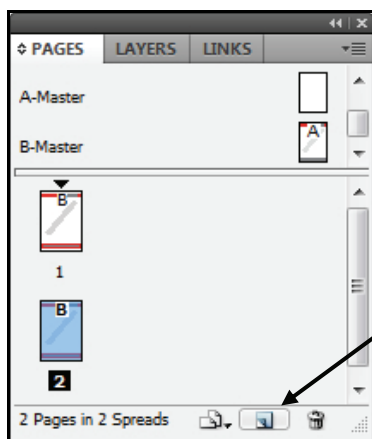 PAGES LAYERS LINKS
A-Master
B-Master
A
B
1
B
2
2 Pages in 2 Spreads